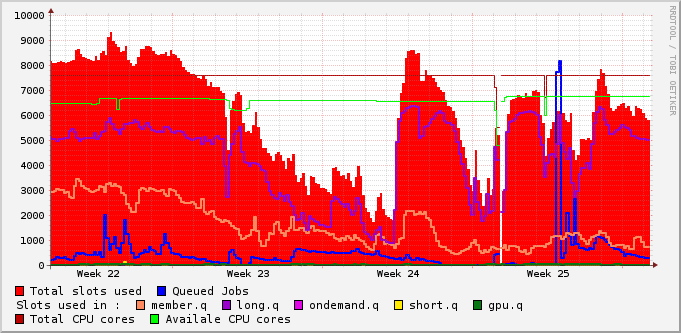 10000
9000
8000
7000
6000
5000
4000
3000
2000
1000
0
Week 22 Week 23 Week 24 Week 25
Total slots used Queued Jobs
Slots used in : member.q long.q ondemand.q short.q gpu.q
Total CPU cores Availale CPU cores
RRDTOOL / TOBI OETIKER